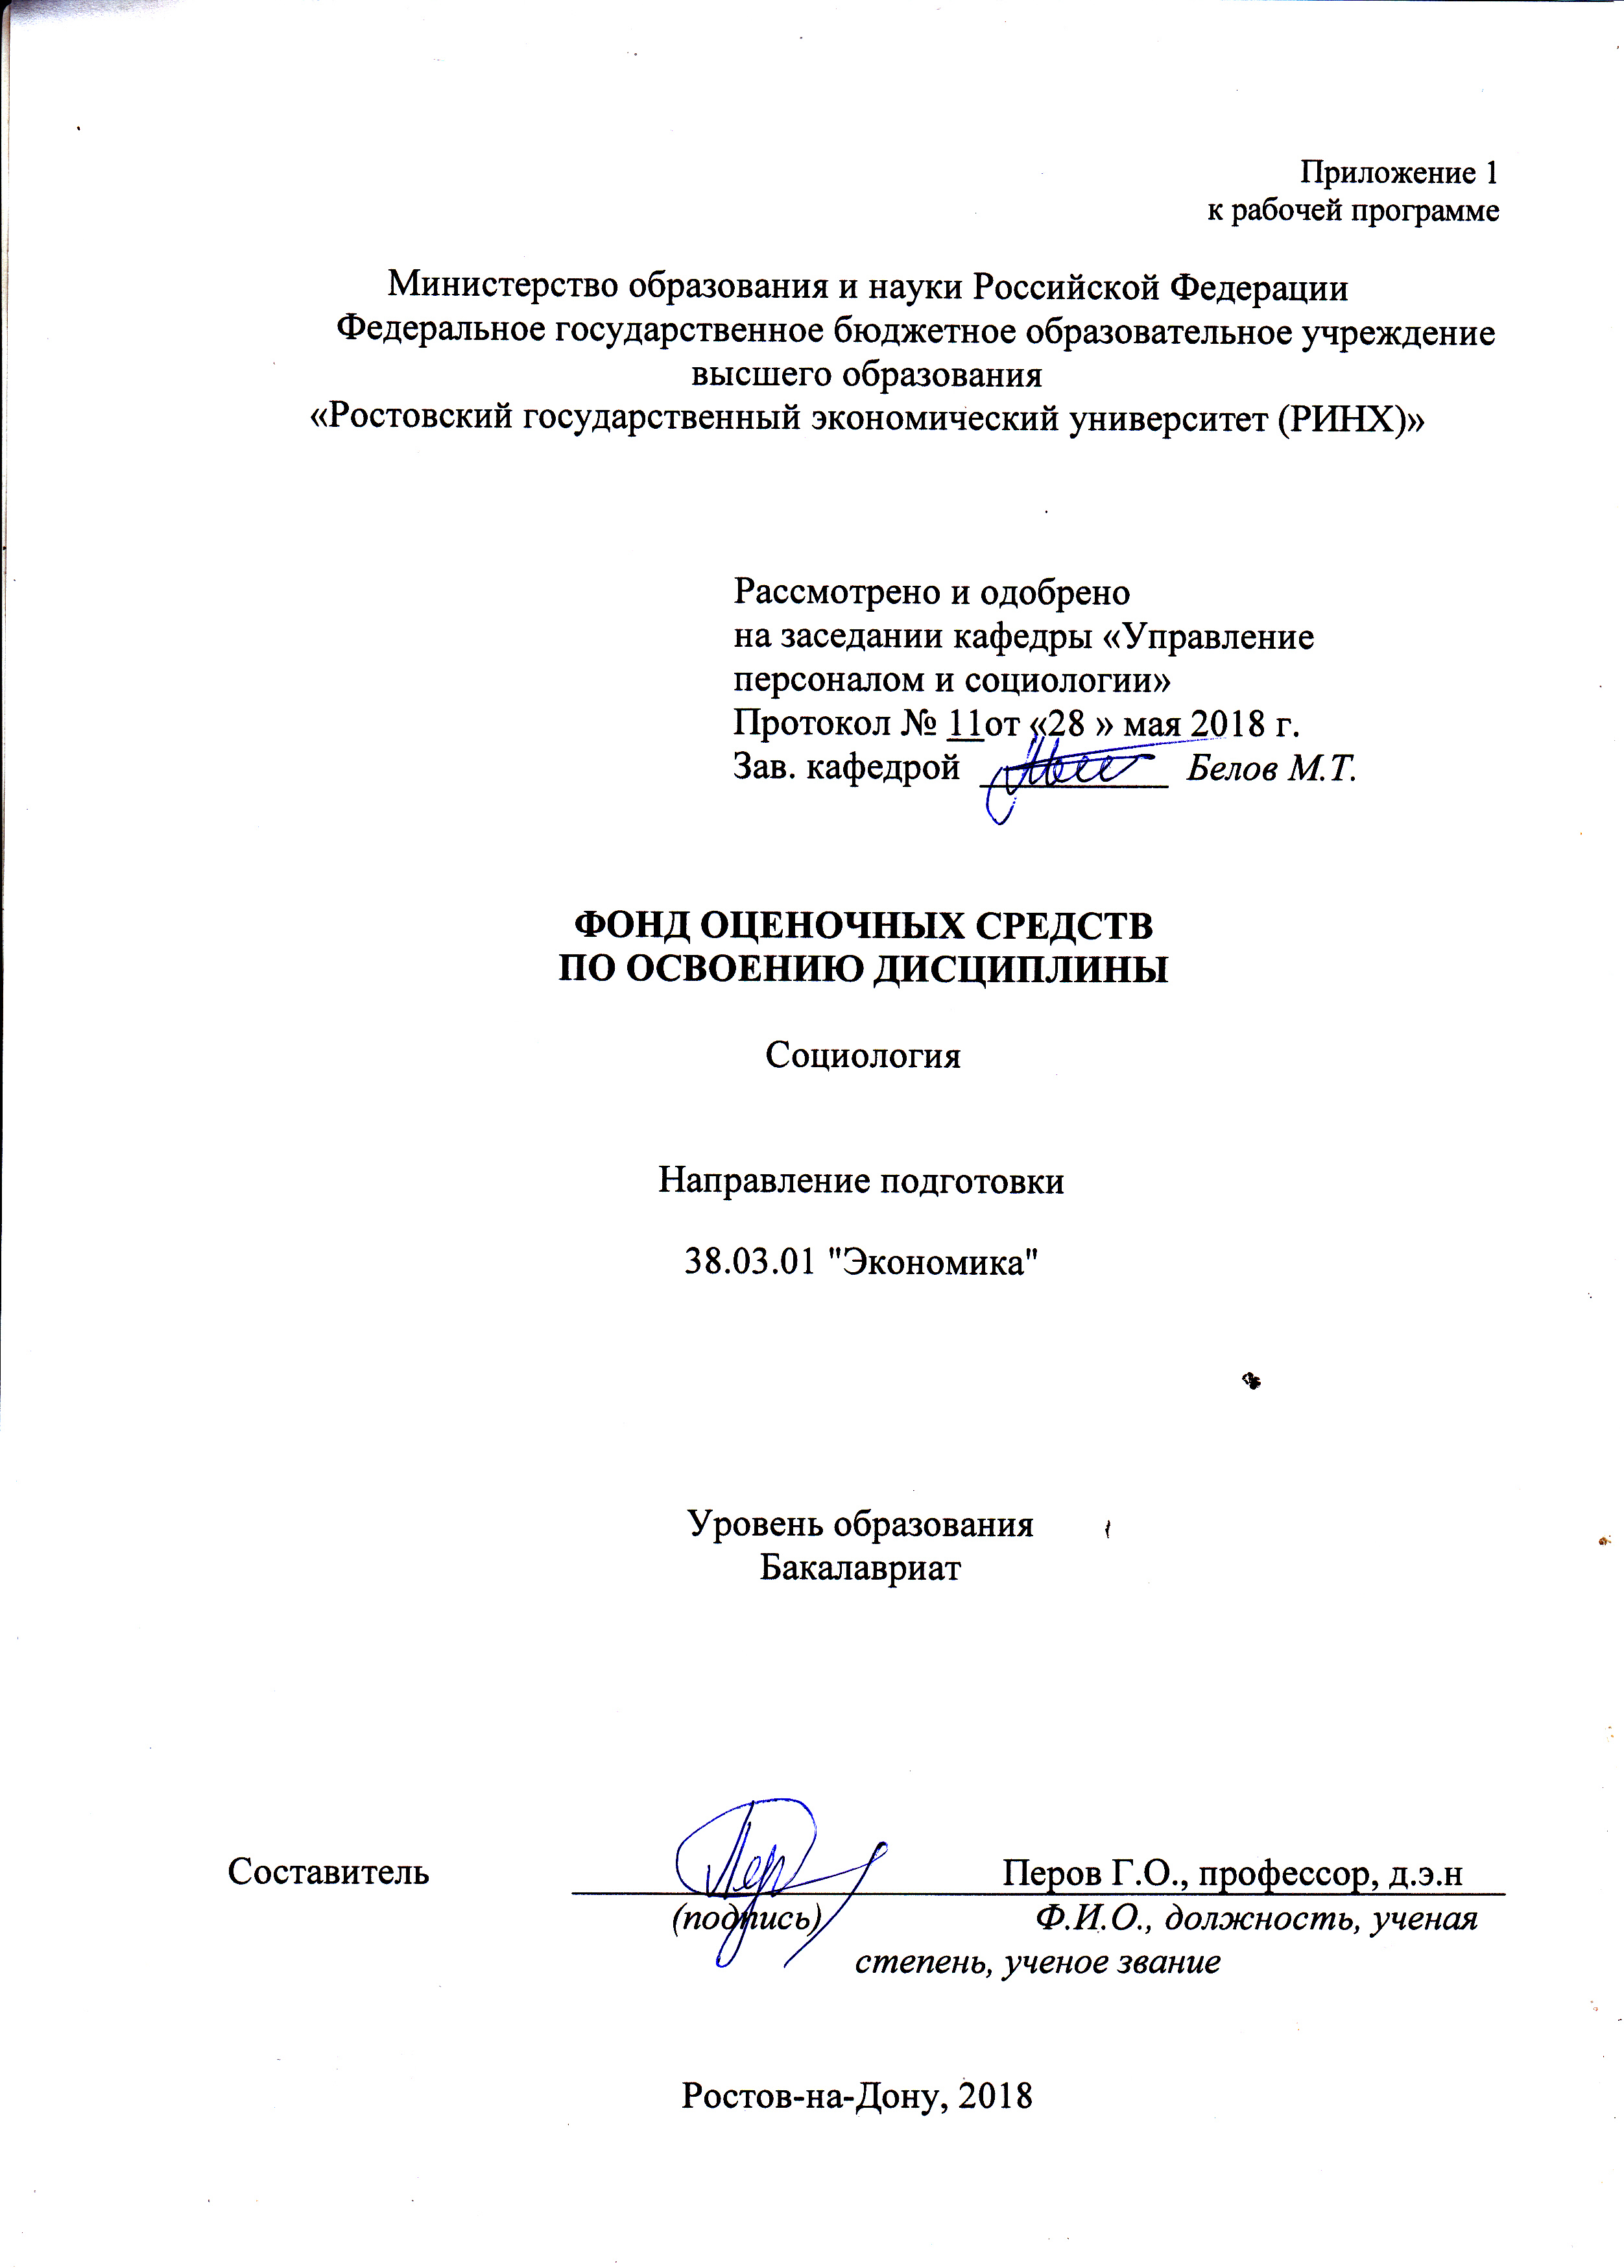 Приложение 1
к рабочей программе
Министерство образования и науки Российской Федерации
Федеральное государственное бюджетное образовательное учреждение
высшего образования
«Ростовский государственный экономический университет (РИНХ)»
Рассмотрено и одобрено
на заседании кафедры «Управление
персоналом и социологии»
Протокол № 11от «28 » мая 2018 г.
Зав. кафедрой Белов М.Т.
ФОНД ОЦЕНОЧНЫХ СРЕДСТВ
ПО ОСВОЕНИЮ ДИСЦИПЛИНЫ
Социология
Направление подготовки
38.03.01 "Экономика"
Уровень образования
Бакалавриат
Составитель Перов Г.О., профессор, д.э.н
(подпись) Ф.И.О., должность, ученая
степень, ученое звание
Ростов-на-Дону, 2018